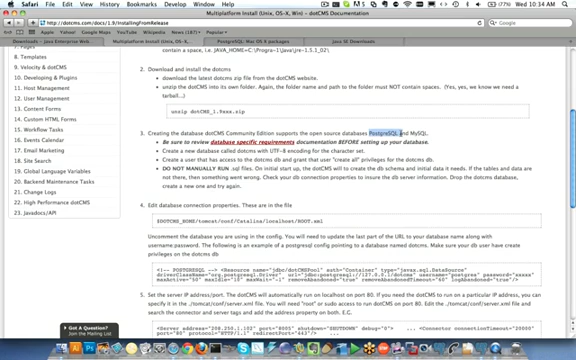 Safari File Edit View History Bookmarks Develop Window Help
(77%) Wed 10:34 AM
Multiplatform Install (Unix, OS-X, Win) dotCMS Documentation
http://dotcms.com/docs/1.9/InstallingFromRelease
Google
Apple Yahoo! Google Maps YouTube Wikipedia News (187) Popular
Downloads - Java Enterprise Web
Multiplatform Install (Unix, OS-X,
PostgreSQL: Mac OS X packages
Java SE Downloads
7. Pages
8. Templates
9. Velocity & dotCMS
10. Developing & Plugins
11. Host Management
12. User Management
13. Content Forms
14. Custom HTML Forms
15. Workflow
16. Events Calendar
17. Email Marketing
18. Site Search
19. Global Language Variables
20. Backend Maintenance Tasks
21. Change Logs
22. High Performance dotCMS
23. Javadocs/API
contain a space, i.e. JAVA_HOME=C:\Progra~1\Java\jre-1.5.1_02\
2. Download and install the dotcms
download the latest dotcms zip file from the dotCMS website.
unzip the dotCMS into its own folder. Again, the folder name and path to the folder must NOT contain spaces. (Yes, yes, we know we need a
tarball...)
unzip dotCMS_1.9xxx.zip
3. Creating the database dotCMS Community Edition supports the open source databases PostgreSQL and MySQL.
Be sure to review database specific requirements documentation BEFORE setting up your database.
Create a new database called dotcms with UTF-8 encoding for the character set.
Create a user that has access to the dotcms db and grant that user "create all" privileges for the dotcms db.
DO NOT MANUALLY RUN .sql files. On initial start up, the dotCMS will to create the db schema and initial data it needs. If the tables and data are
not there, then something went wrong. Check your db connection properties to insure the db server information. Drop the dotcms database,
create a new one and try again.
4. Edit database connection properties. These are in the file
$DOTCMS_HOME/tomcat/conf/Catalina/localhost/ROOT.xml
Uncomment the database you are using in the config. You will need to update the last part of the URL to your database name along with
username:password. The following is an example of a postgresql config pointing to a database named dotcms. Make sure your db user have create
privileges on the dotcms db
5. Set the server IP address/port. The dotCMS will automatically run on localhost on port 80. If you need the dotCMS to run on a particular IP address, you can
specify it in the ./tomcat/conf/server.xml file. You will need "root" or sudo access to run dotCMS on port 80. Edit the ./tomcat/conf/server.xml file and
search the connector and server tags and add the address property on both. E.G.
Got A Question?
Join the Mailing List